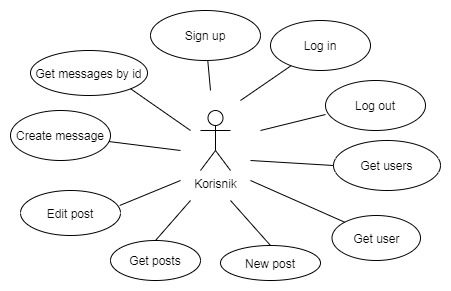 Sign up
Log in
Get messages by id
Log out
Create message
Get users
Korisnik
Edit post
Get user
Get posts
New post